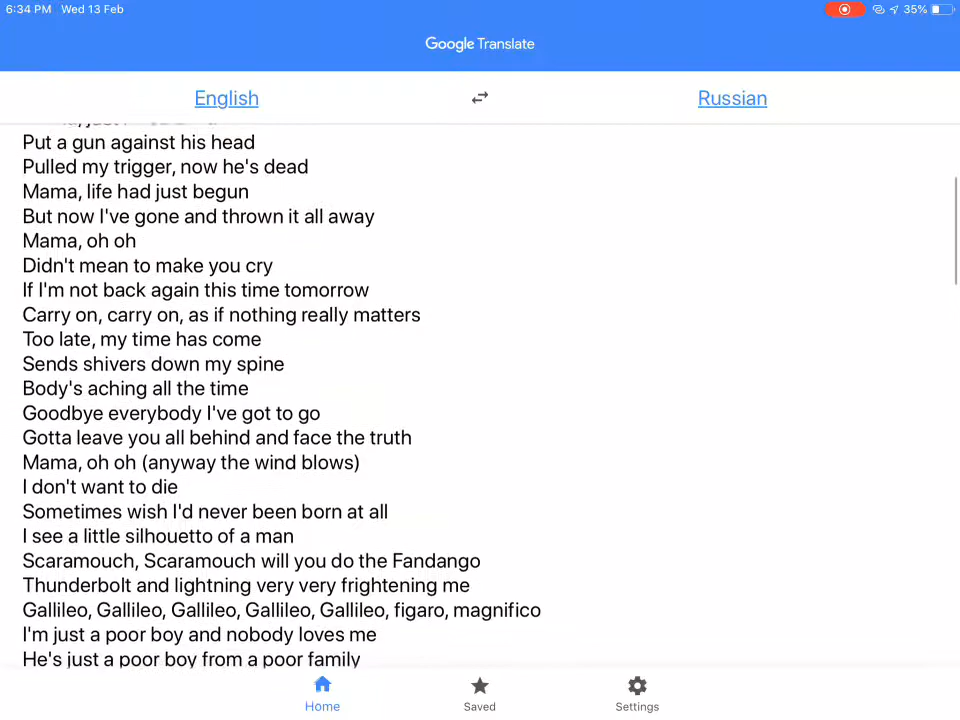 6:34 PM Wed 13 Feb
35%
Google Translate
English
Russian
Put a gun against his head
Pulled my trigger, now he's dead
Mama, life had just begun
But now I've gone and thrown it all away
Mama, oh oh
Didn't mean to make you cry
If I'm not back again this time tomorrow
Carry on, carry on, as if nothing really matters
Too late, my time has come
Sends shivers down my spine
Body's aching all the time
Goodbye everybody I've got to go
Gotta leave you all behind and face the truth
Mama, oh oh (anyway the wind blows)
I don't want to die
Sometimes wish I'd never been born at all
I see a little silhouetto of a man
Scaramouch, Scaramouch will you do the Fandango
Thunderbolt and lightning very very frightening me
Gallileo, Gallileo, Gallileo, Gallileo, Gallileo, figaro, magnifico
I'm just a poor boy and nobody loves me
He's just a poor boy from a poor family
Home
Saved
Settings